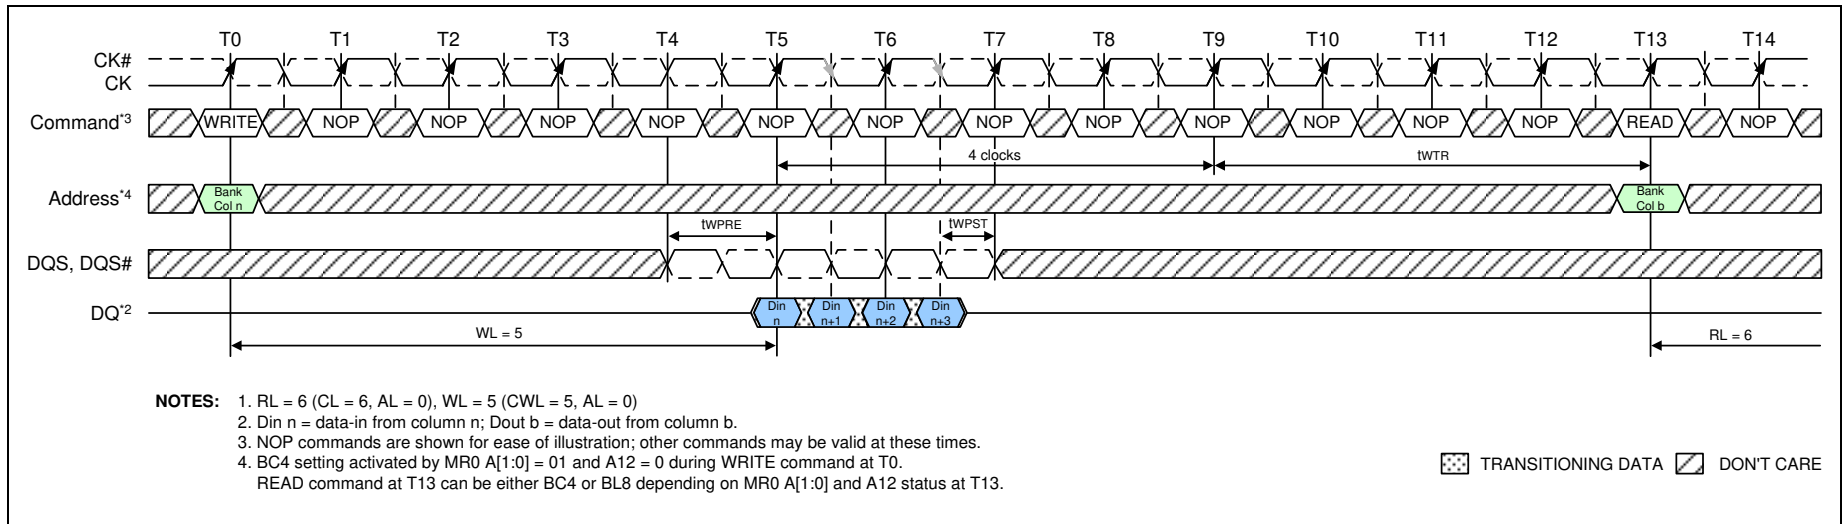 T0 T1 T2 T3 T4 T5 T6 T7 T8 T9 T10 T11 T12 T13 T14
CK#
CK
Command*3 WRITE NOP NOP NOP NOP NOP NOP NOP NOP NOP NOP NOP NOP READ NOP
4 clocks tWTR
Address*4 Bank Col n Bank Col b
tWPRE tWPST
DQS, DQS#
DQ*2 Din n Din n+1 Din n+2 Din n+3
WL = 5 RL = 6
NOTES: 1. RL = 6 (CL = 6, AL = 0), WL = 5 (CWL = 5, AL = 0)
2. Din n = data-in from column n; Dout b = data-out from column b.
3. NOP commands are shown for ease of illustration; other commands may be valid at these times.
4. BC4 setting activated by MR0 A[1:0] = 01 and A12 = 0 during WRITE command at T0.
READ command at T13 can be either BC4 or BL8 depending on MR0 A[1:0] and A12 status at T13.
TRANSITIONING DATA DON'T CARE